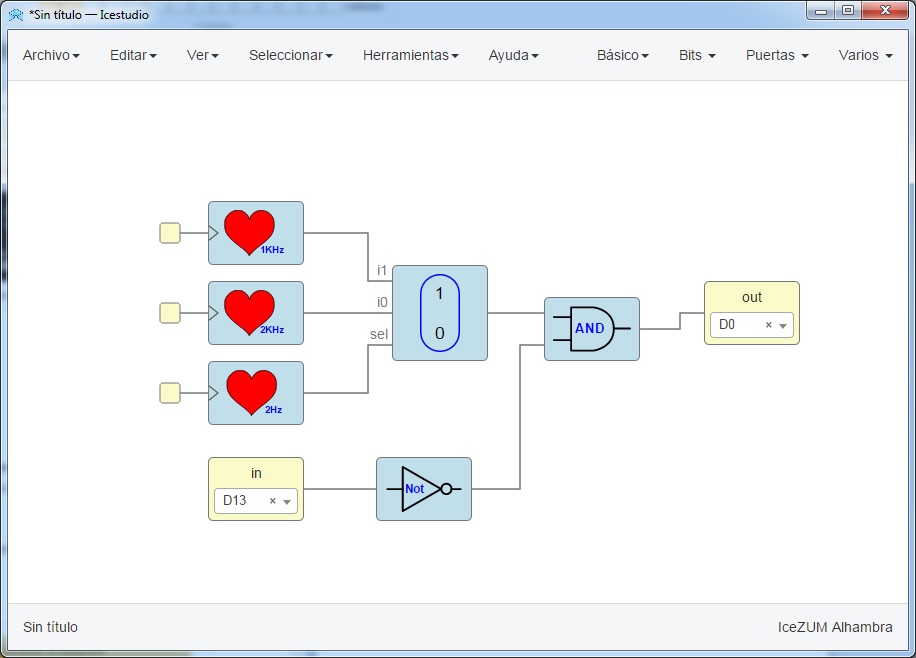 *Sin título — Icestudio
Archivo Editar Ver Seleccionar Herramientas Ayuda Básico Bits Puertas Varios
1KHz
i1
1
out
i0
2KHz
AND
D0 ×
sel
0
2Hz
in
D13 ×
Not
Sin título IceZUM Alhambra